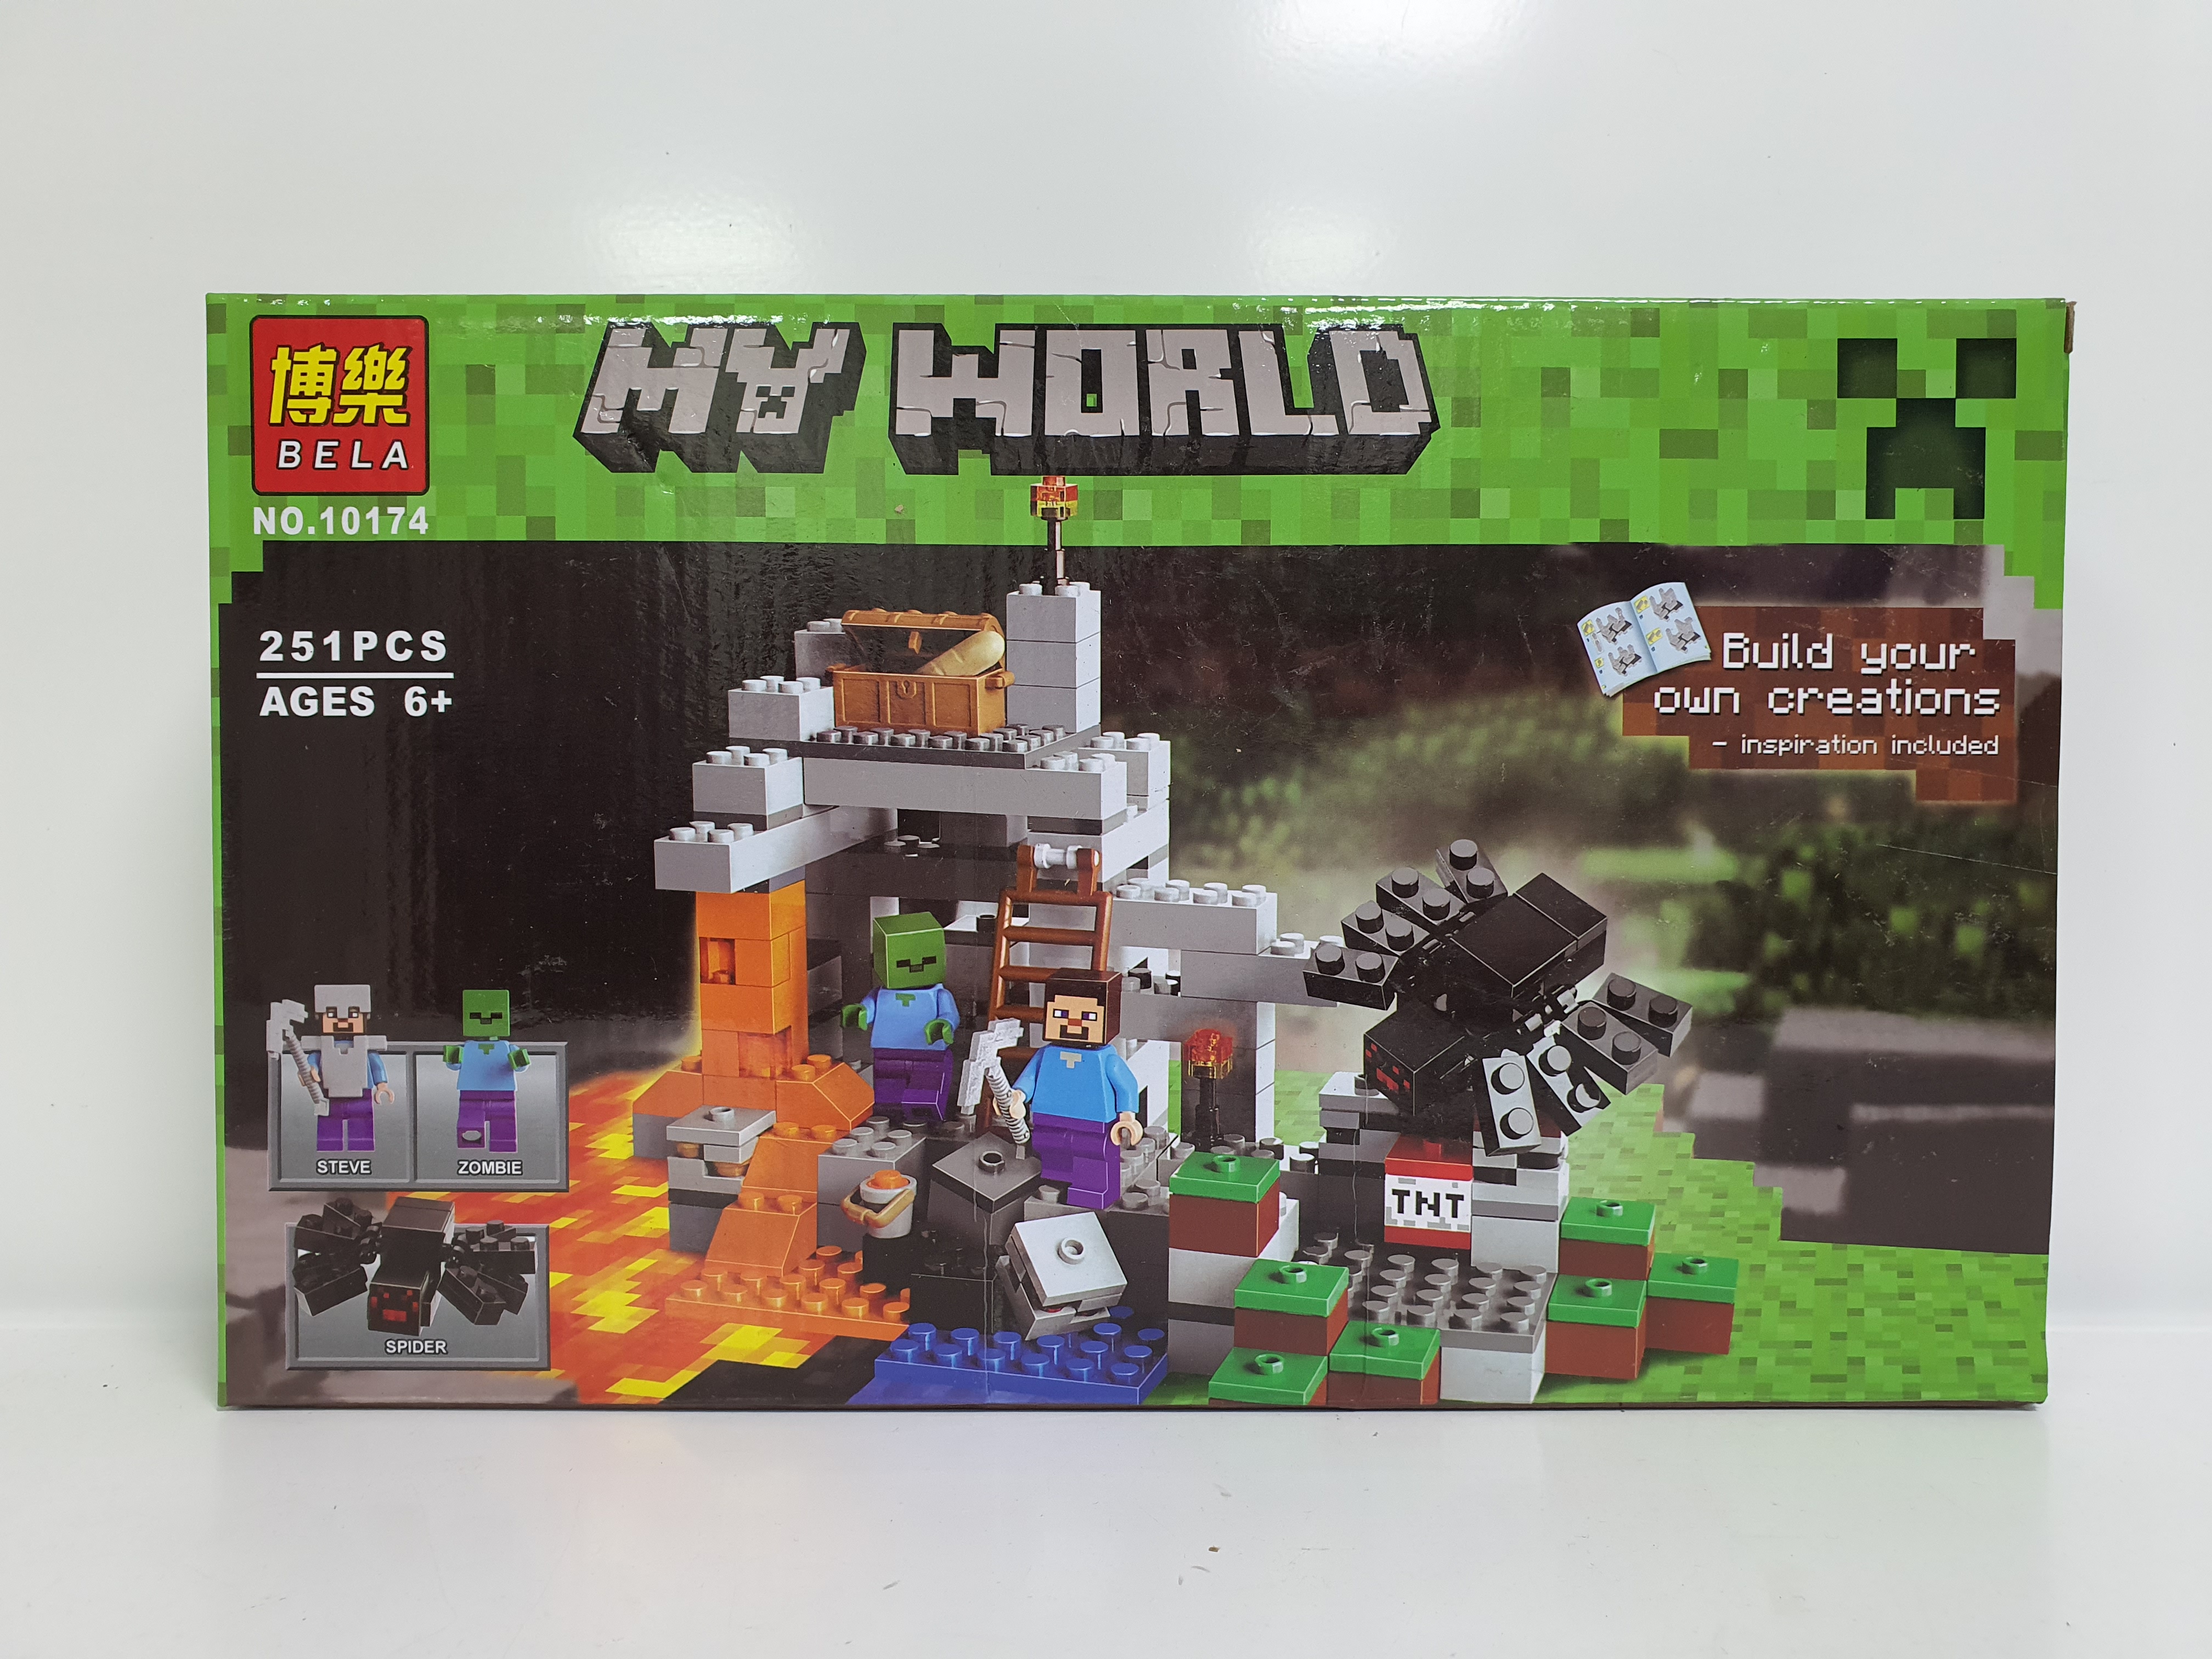 博樂
BELA
NO.10174
MY WORLD
251PCS
AGES 6+
Build your
own creations
- inspiration included
STEVE
ZOMBIE
SPIDER
TNT